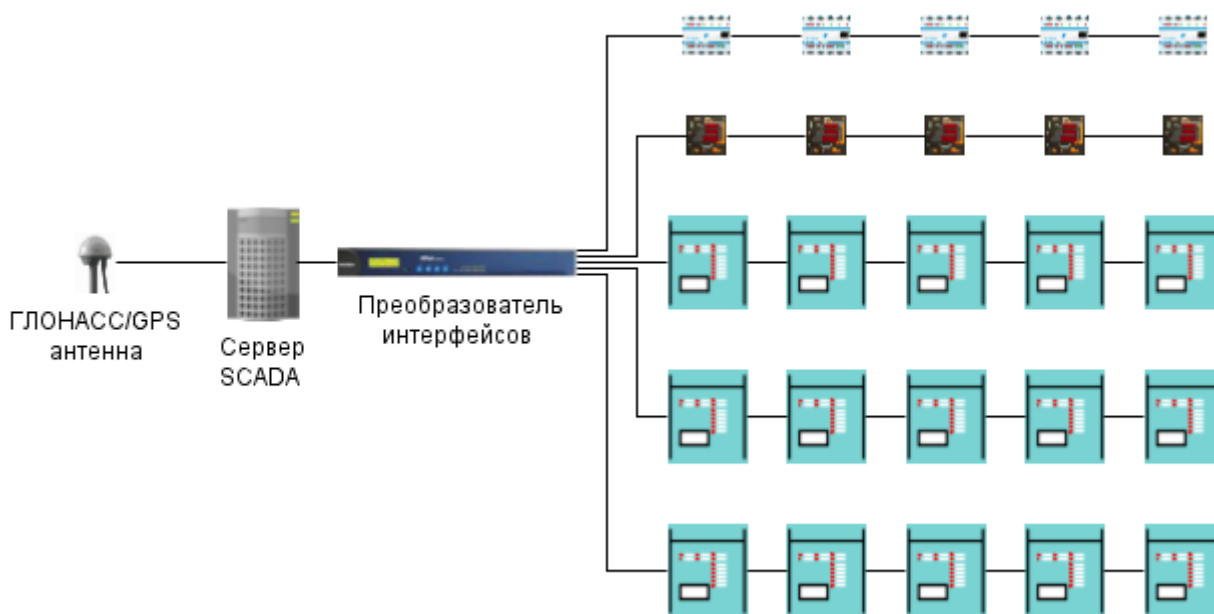 ГЛОНАСС/GPS
антенна
Сервер
SCADA
Преобразователь
интерфейсов